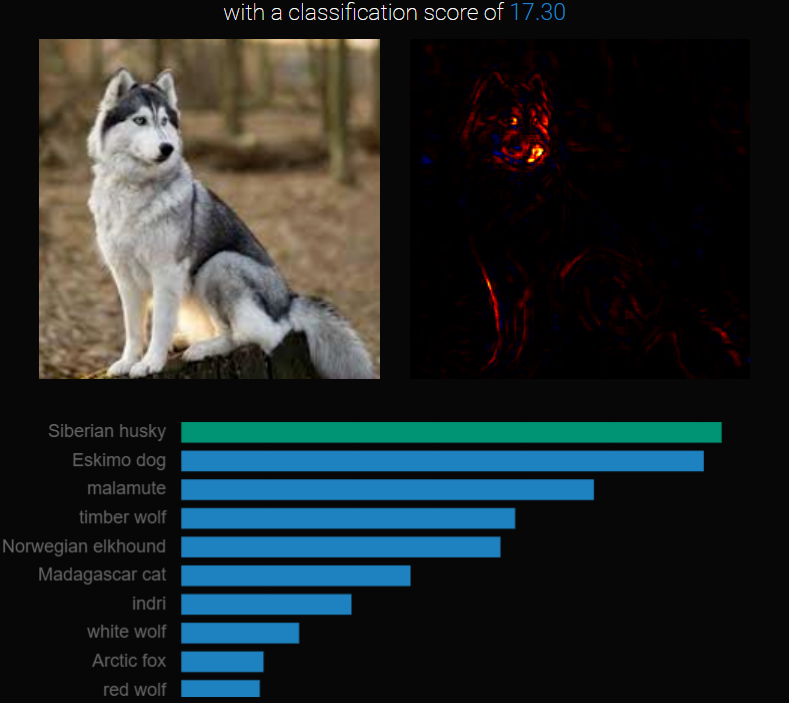 with a classification score of 17.30
Siberian husky
Eskimo dog
malamute
timber wolf
Norwegian elkhound
Madagascar cat
indri
white wolf
Arctic fox
red wolf